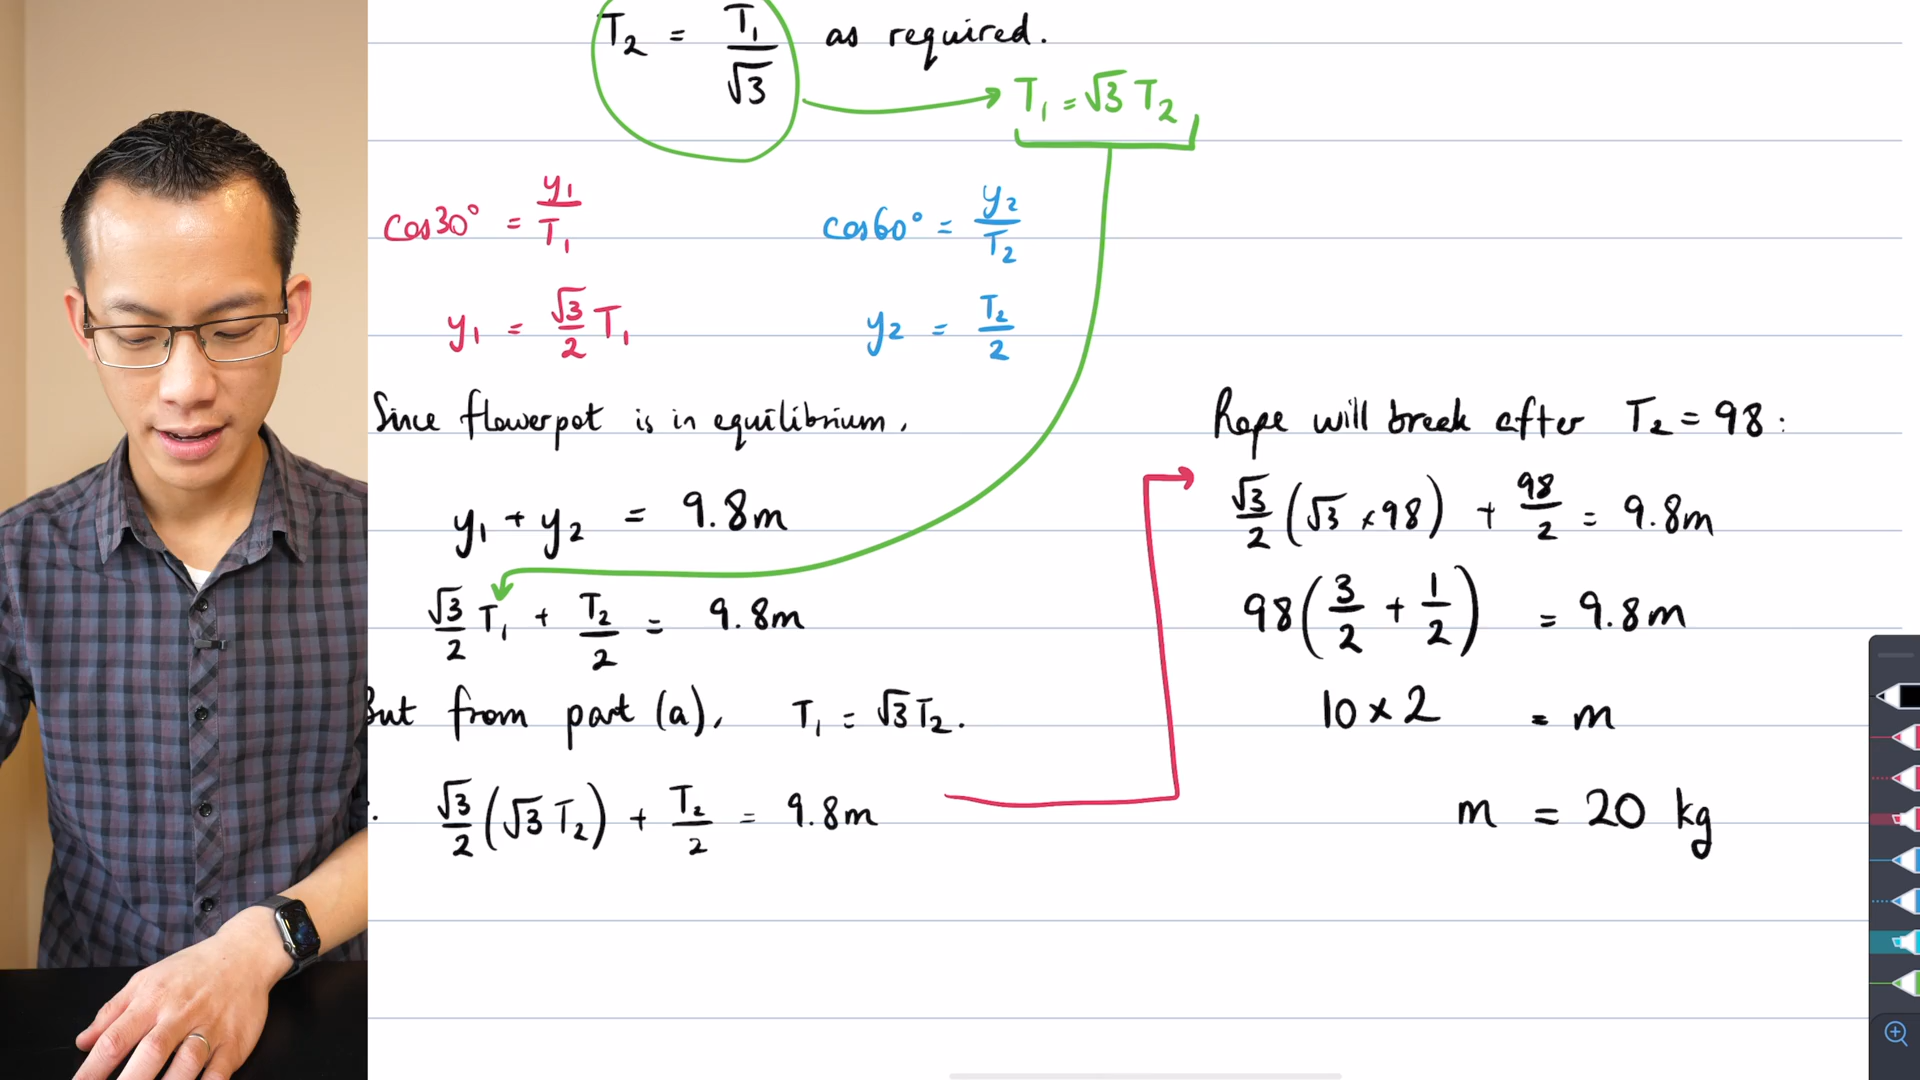 T₂ = T₁/√3 as required.
T₁ = √3 T₂
cos30° = y₁/T₁
cos60° = y₂/T₂
y₁ = √3/2 T₁
y₂ = T₂/2
Since flowerpot is in equilibrium,
y₁ + y₂ = 9.8m
√3/2 T₁ + T₂/2 = 9.8m
But from part (a), T₁ = √3T₂.
: √3/2 (√3 T₂) + T₂/2 = 9.8m
Rope will break after T₂ = 98 :
√3/2 (√3 × 98) + 98/2 = 9.8m
98 (3/2 + 1/2) = 9.8m
10 × 2 = m
m = 20 kg